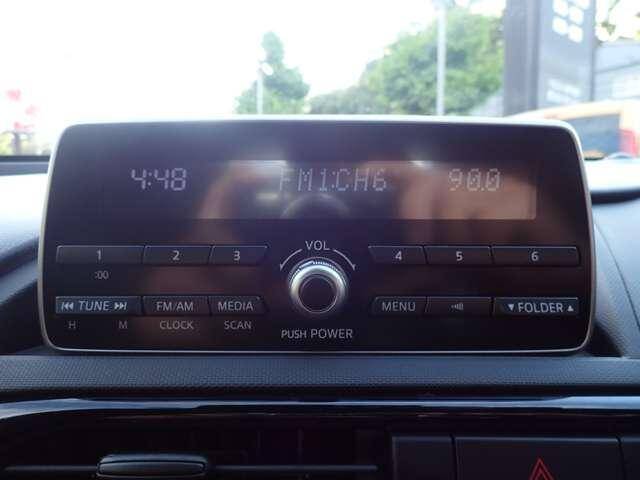 4:48 FM1:CH6 90.0
VOL
1 2 3 4 5 6
:00
TUNE FM/AM MEDIA MENU ▼ FOLDER ▲
H M CLOCK SCAN
PUSH POWER